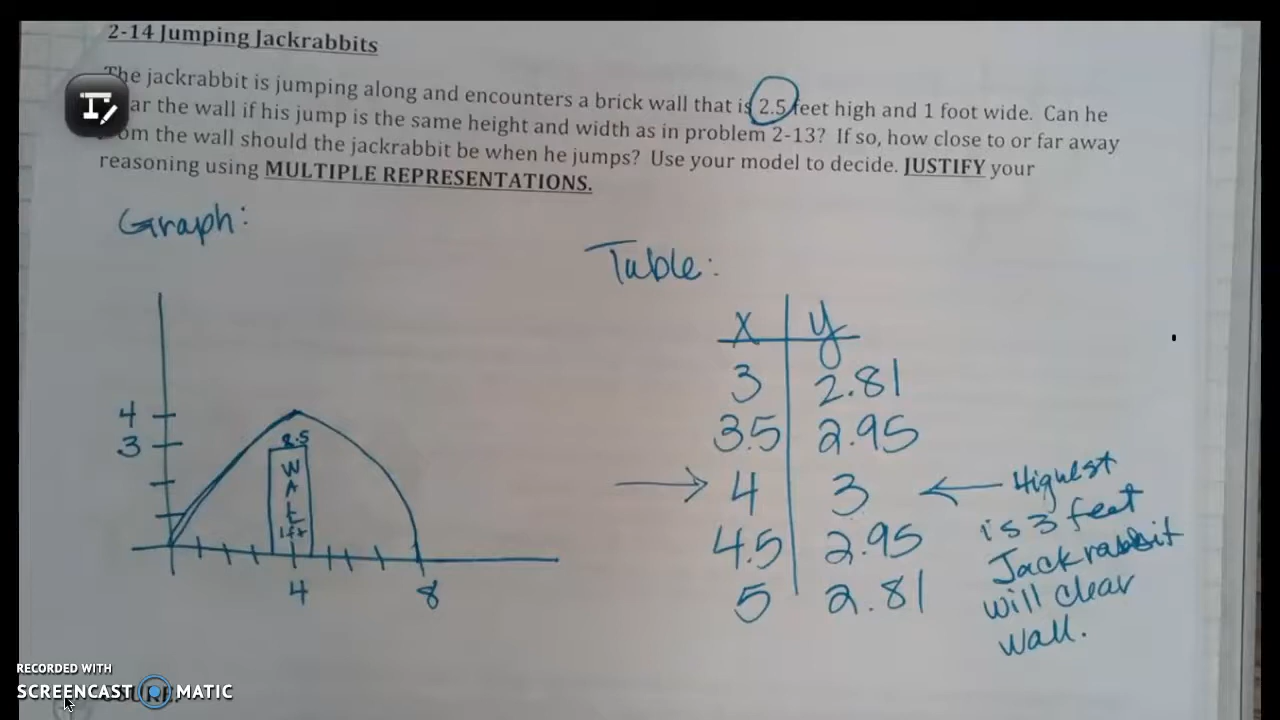 2-14 Jumping Jackrabbits
The jackrabbit is jumping along and encounters a brick wall that is 2.5 feet high and 1 foot wide. Can he
the wall if his jump is the same height and width as in problem 2-13? If so, how close to or far away
the wall should the jackrabbit be when he jumps? Use your model to decide. JUSTIFY your
reasoning using MULTIPLE REPRESENTATIONS.
Graph:
Table:
x y
3 2.81
3.5 2.95
4 3
4.5 2.95
5 2.81
Highest
is 3 feet
Jackrabbit
will clear
wall.
4
3
2.5
W
A
L
L
1ft
4 8
RECORDED WITH
SCREENCAST MATIC